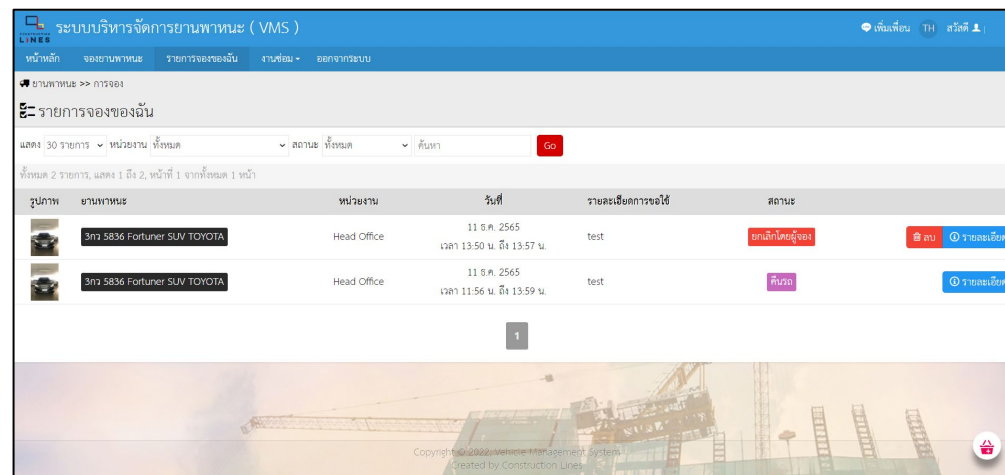 ระบบบริหารจัดการยานพาหนะ ( VMS )
LINES
เพิ่มเพื่อน TH สวัสดี
หน้าหลัก จองยานพาหนะ รายการจองของฉัน งานซ่อม ออกจากระบบ
ยานพาหนะ >> การจอง
รายการจองของฉัน
แสดง 30 รายการ หน่วยงาน ทั้งหมด สถานะ ทั้งหมด ค้นหา Go
ทั้งหมด 2 รายการ, แสดง 1 ถึง 2, หน้าที่ 1 จากทั้งหมด 1 หน้า
รูปภาพ ยานพาหนะ หน่วยงาน วันที่ รายละเอียดการขอใช้ สถานะ
3กว 5836 Fortuner SUV TOYOTA Head Office 11 ธ.ค. 2565 test ยกเลิกโดยผู้จอง ลบ รายละเอียด
เวลา 13:50 น. ถึง 13:57 น.
3กว 5836 Fortuner SUV TOYOTA Head Office 11 ธ.ค. 2565 test คืนรถ รายละเอียด
เวลา 11:56 น. ถึง 13:59 น.
1
Copyright © 2022, Vehicle Management System
Created by Construction Lines